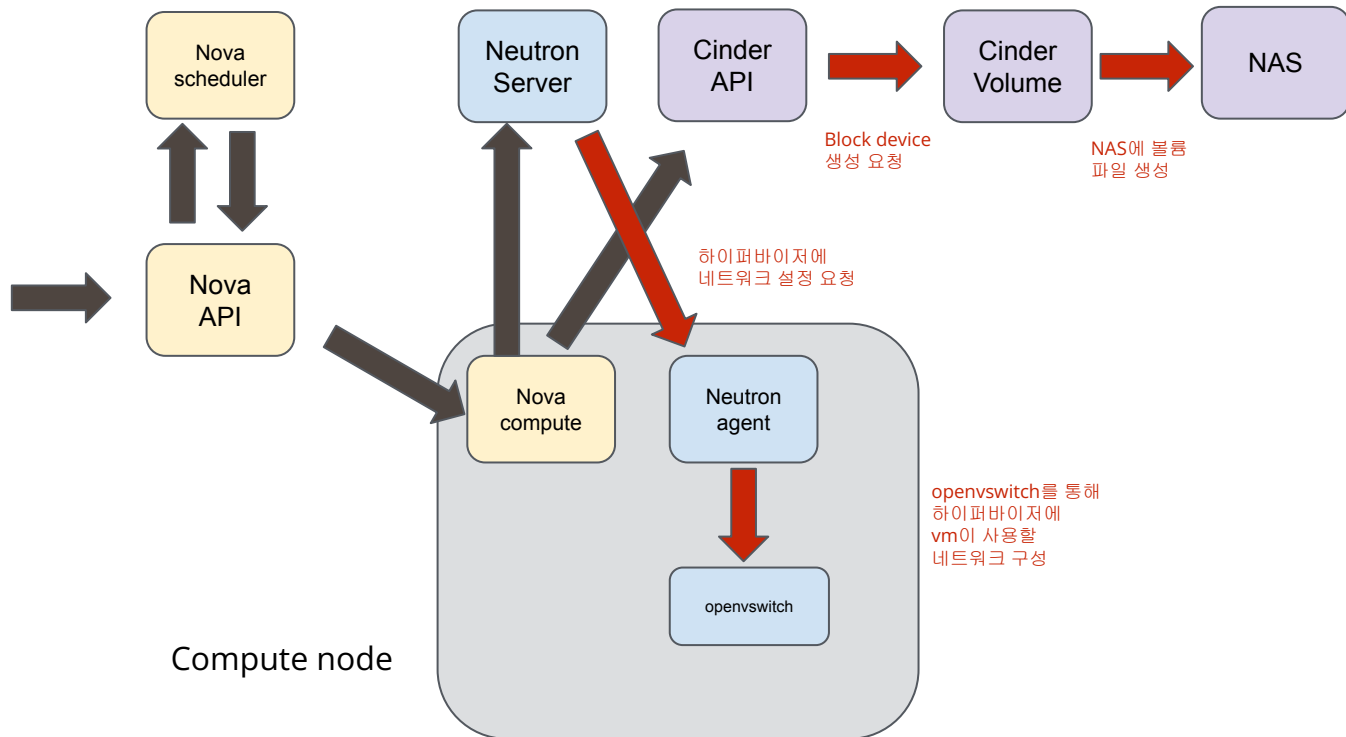 Nova
scheduler
Neutron
Server
Cinder
API
Cinder
Volume
NAS
Block device
생성 요청
NAS에 볼륨
파일 생성
Nova
API
하이퍼바이저에
네트워크 설정 요청
Nova
compute
Neutron
agent
openvswitch를 통해
하이퍼바이저에
vm이 사용할
네트워크 구성
openvswitch
Compute node